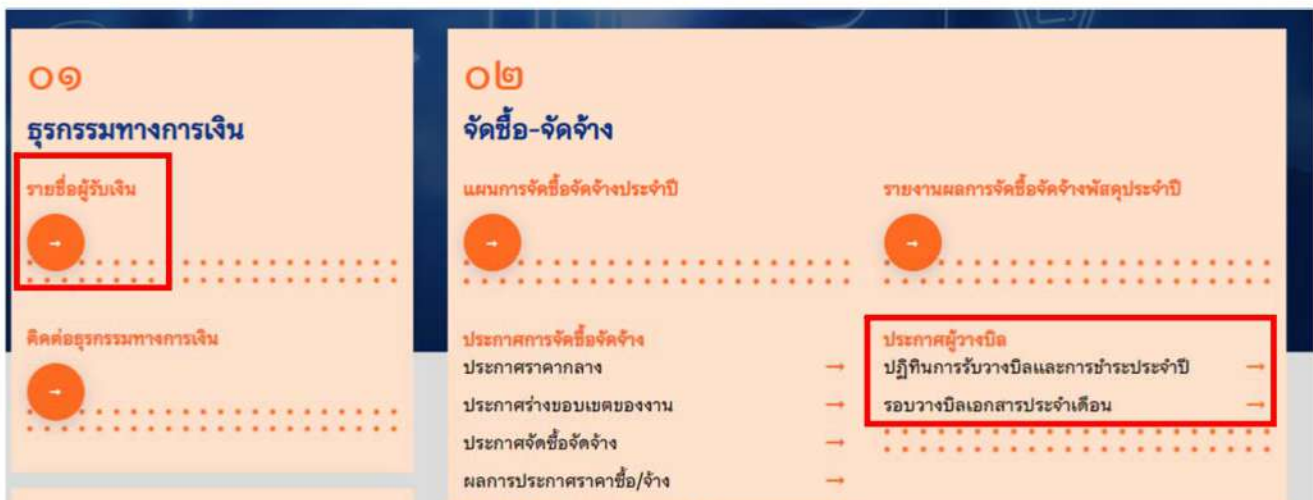 ๐๑
ธุรกรรมทางการเงิน
รายชื่อผู้รับเงิน
→
ติดต่อธุรกรรมทางการเงิน
→
๐๒
จัดซื้อ-จัดจ้าง
แผนการจัดซื้อจัดจ้างประจำปี
→
รายงานผลการจัดซื้อจัดจ้างพัสดุประจำปี
→
ประกาศการจัดซื้อจัดจ้าง
ประกาศราคากลาง →
ประกาศร่างขอบเขตของงาน →
ประกาศจัดซื้อจัดจ้าง →
ผลการประกาศราคาซื้อ/จ้าง →
ประกาศผู้วางบิล
ปฏิทินการรับวางบิลและการชำระประจำปี →
รอบวางบิลเอกสารประจำเดือน →